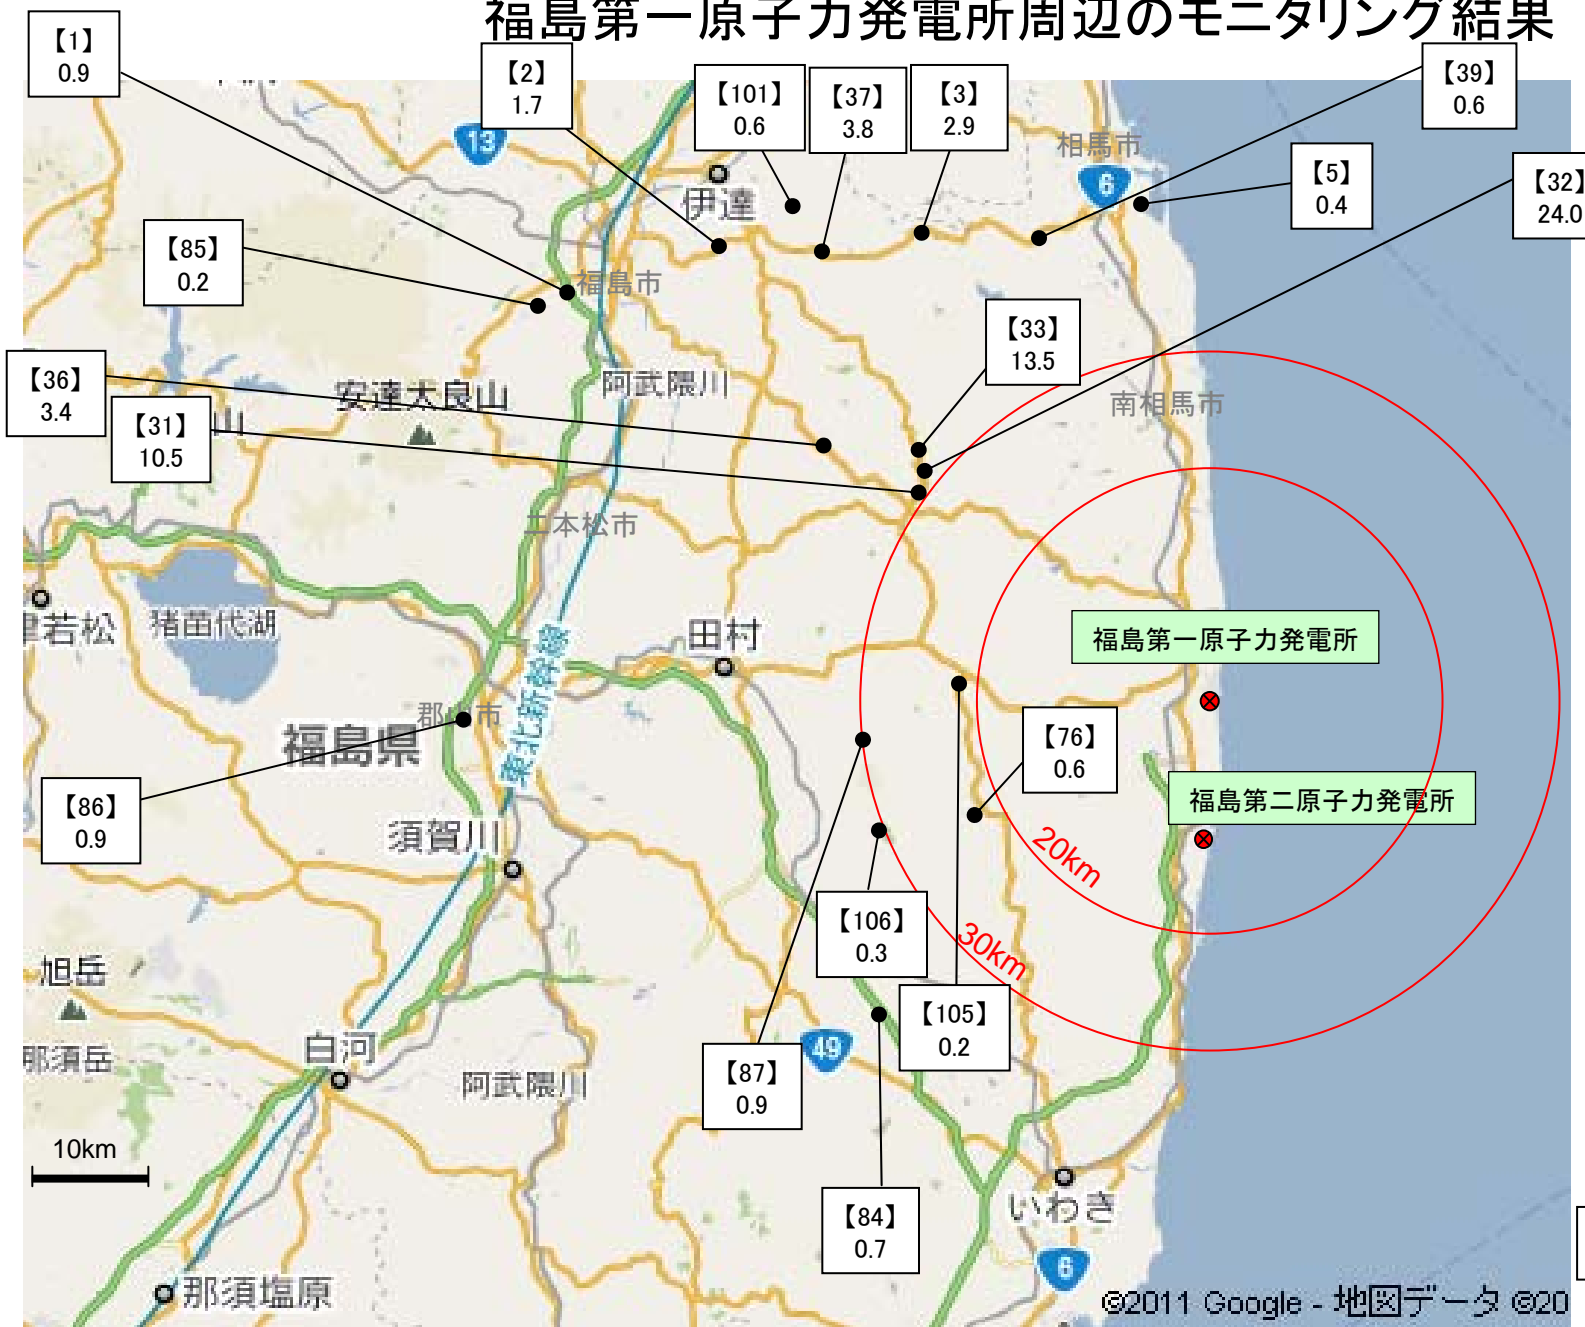 福島第一原子力発電所周辺のモニタリング結果
【1】
0.9
【2】
1.7
【101】
0.6
【37】
3.8
【3】
2.9
【39】
0.6
相馬市
13
6
【5】
0.4
【32】
24.0
伊達
【85】
0.2
福島市
【33】
13.5
【36】
3.4
安達太良山
阿武隈川
南相馬市
【31】
10.5
山
二本松市
若松
猪苗代湖
田村
福島第一原子力発電所
東北新幹線
郡山市
福島県
【76】
0.6
【86】
0.9
福島第二原子力発電所
須賀川
20km
【106】
0.3
30km
旭岳
【105】
0.2
白河
49
那須岳
【87】
0.9
阿武隈川
10km
いわき
【84】
0.7
6
那須塩原
©2011 Google - 地図データ ©20